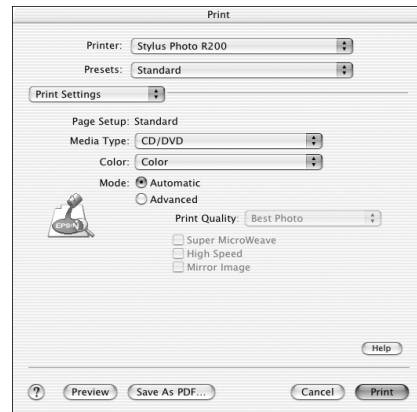 Print
Printer: Stylus Photo R200
Presets: Standard
Print Settings
Page Setup: Standard
Media Type: CD/DVD
Color: Color
Mode: Automatic
Advanced
EPSON
Print Quality: Best Photo
Super MicroWeave
High Speed
Mirror Image
Help
? Preview Save As PDF... Cancel Print